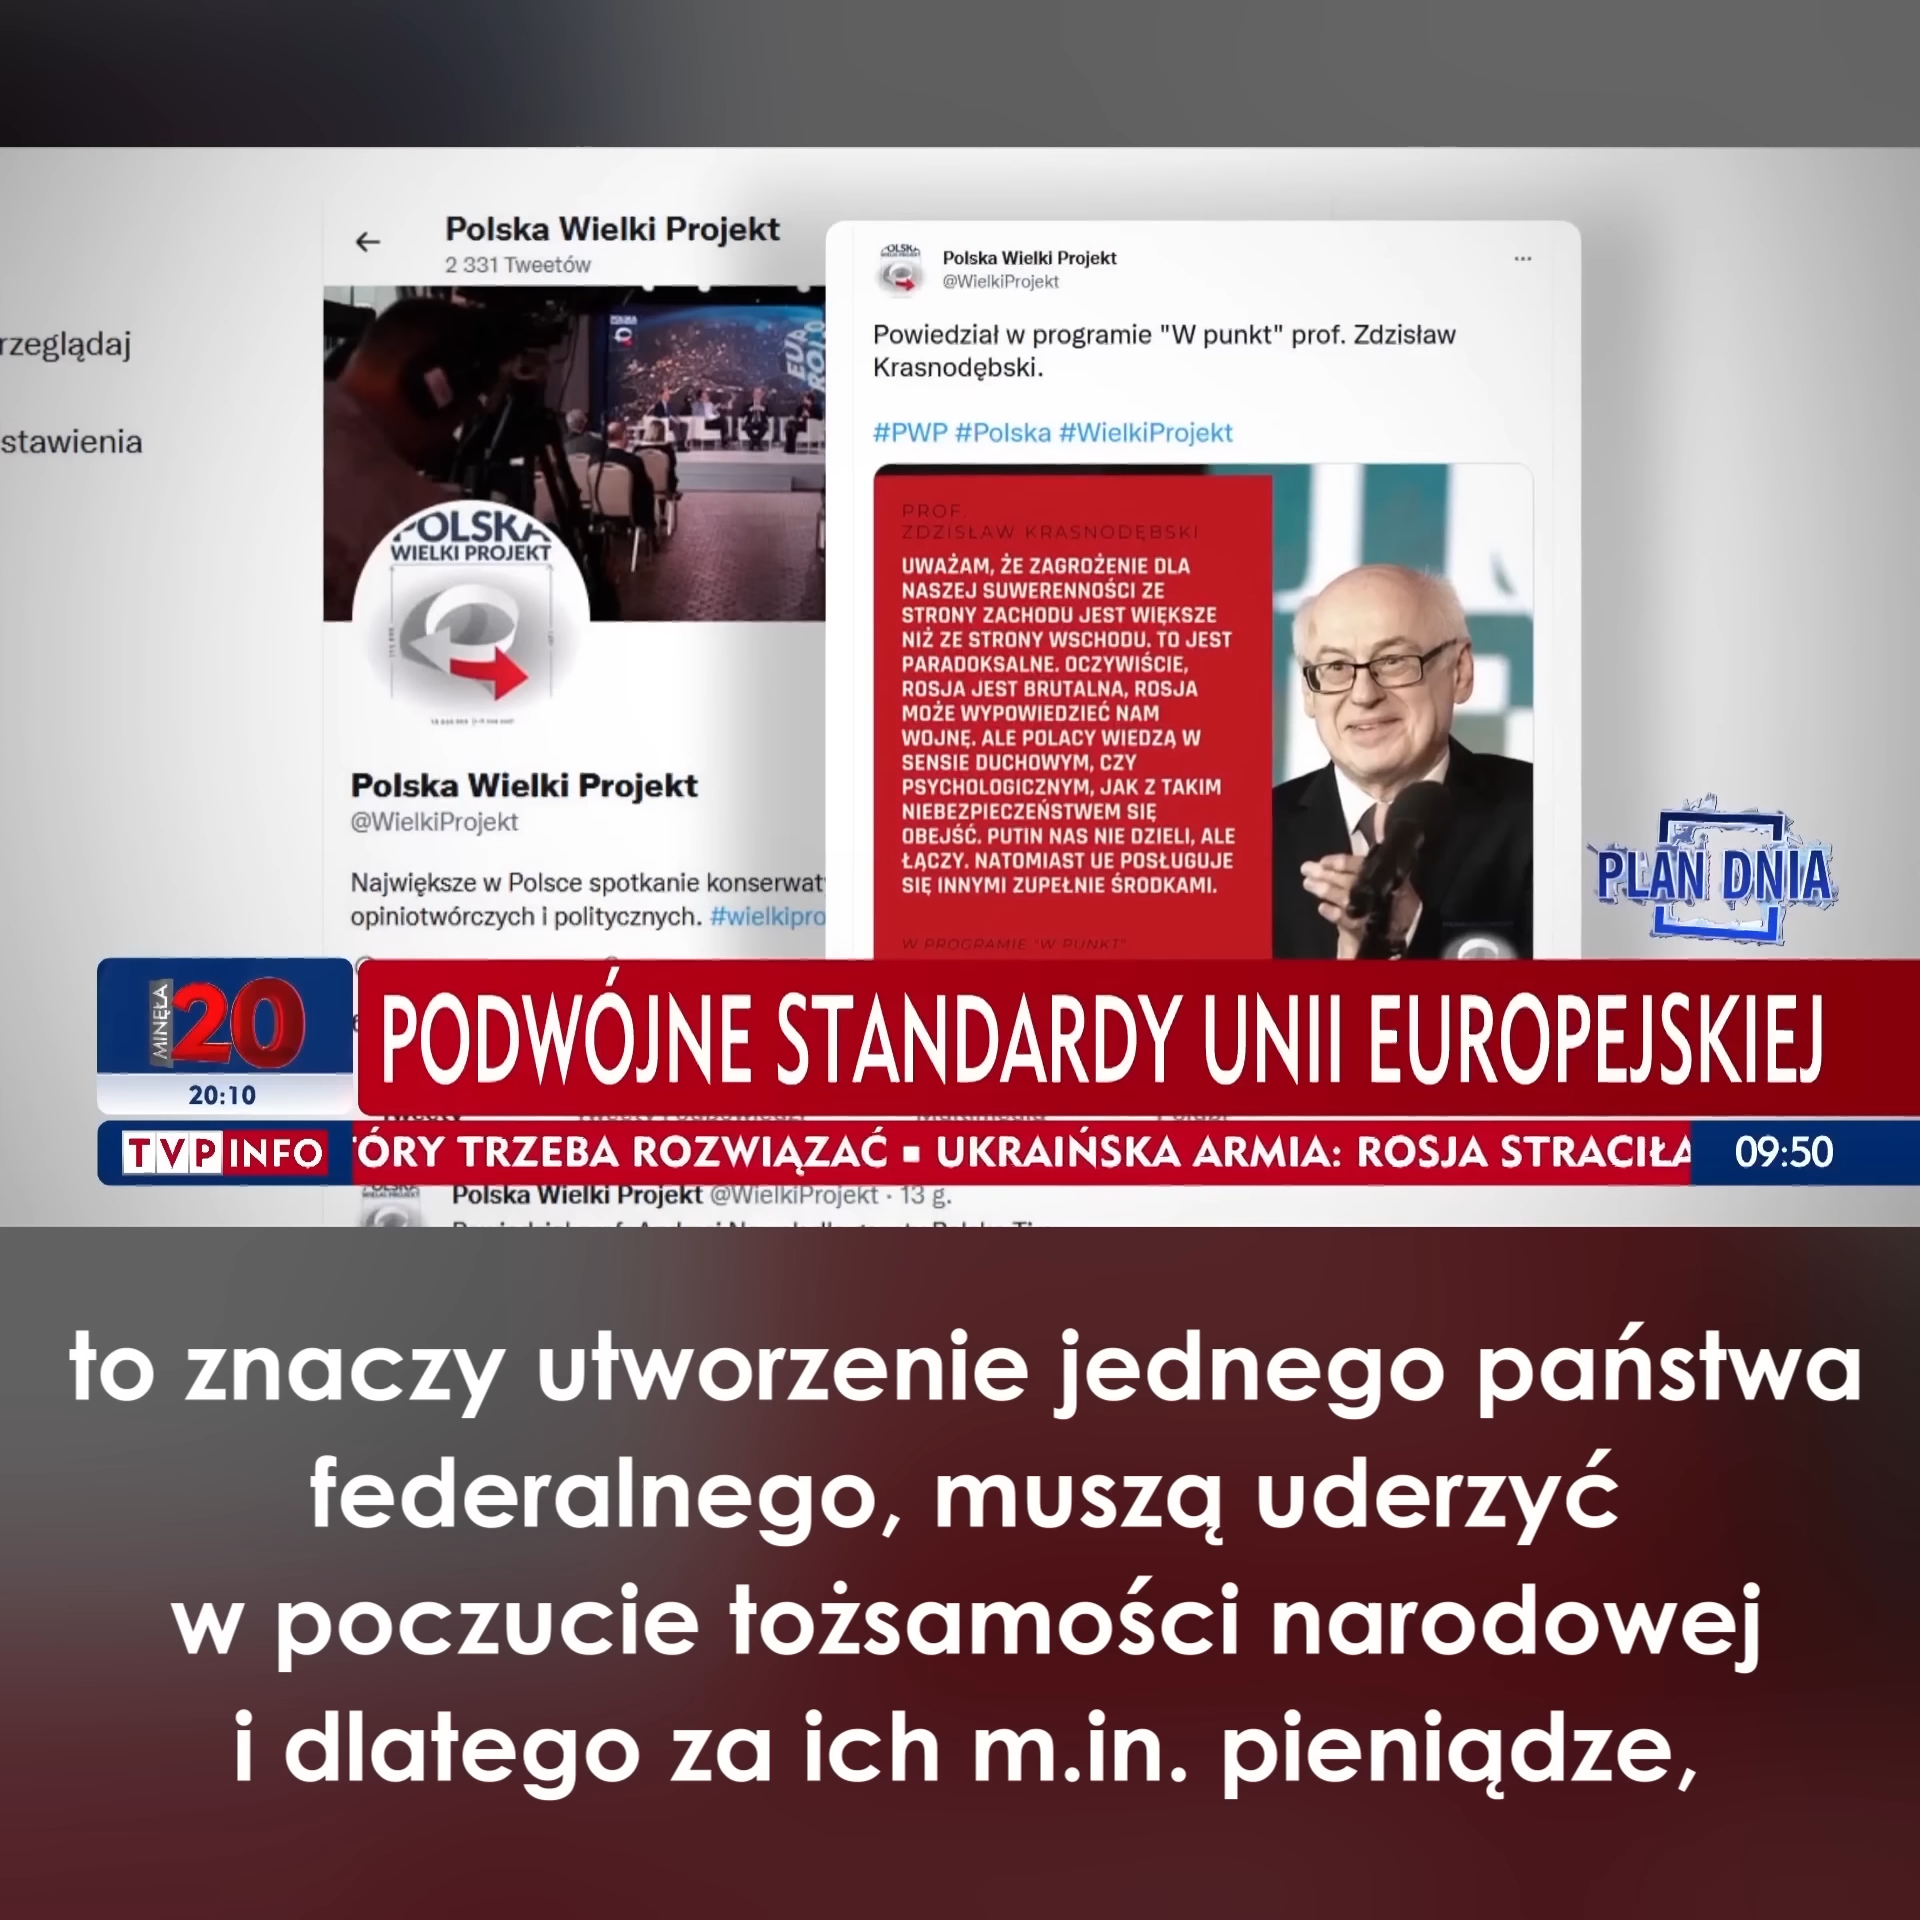 Polska Wielki Projekt
2 331 Tweetów
rzeglądaj
stawienia
POLSKA
WIELKI PROJEKT
Polska Wielki Projekt
@WielkiProjekt
Największe w Polsce spotkanie konserwat
opiniotwórczych i politycznych. #wielkipro
Polska Wielki Projekt
@WielkiProjekt
Powiedział w programie "W punkt" prof. Zdzisław
Krasnodębski.
#PWP #Polska #WielkiProjekt
PROF.
ZDZISŁAW KRASNODĘBSKI
UWAŻAM, ŻE ZAGROŻENIE DLA
NASZEJ SUWERENNOŚCI ZE
STRONY ZACHODU JEST WIĘKSZE
NIŻ ZE STRONY WSCHODU. TO JEST
PARADOKSALNE. OCZYWIŚCIE,
ROSJA JEST BRUTALNA, ROSJA
MOŻE WYPOWIEDZIEĆ NAM
WOJNĘ. ALE POLACY WIEDZĄ W
SENSIE DUCHOWYM, CZY
PSYCHOLOGICZNYM, JAK Z TAKIM
NIEBEZPIECZEŃSTWEM SIĘ
OBEJŚĆ. PUTIN NAS NIE DZIELI, ALE
ŁĄCZY. NATOMIAST UE POSŁUGUJE
SIĘ INNYMI ZUPEŁNIE ŚRODKAMI.
W PROGRAMIE "W PUNKT"
PLAN DNIA
MINĘŁA 20
20:10
PODWÓJNE STANDARDY UNII EUROPEJSKIEJ
TVP INFO
ÓRY TRZEBA ROZWIĄZAĆ ▪ UKRAIŃSKA ARMIA: ROSJA STRACIŁA
09:50
Polska Wielki Projekt @WielkiProjekt · 13 g.
to znaczy utworzenie jednego państwa
federalnego, muszą uderzyć
w poczucie tożsamości narodowej
i dlatego za ich m.in. pieniądze,